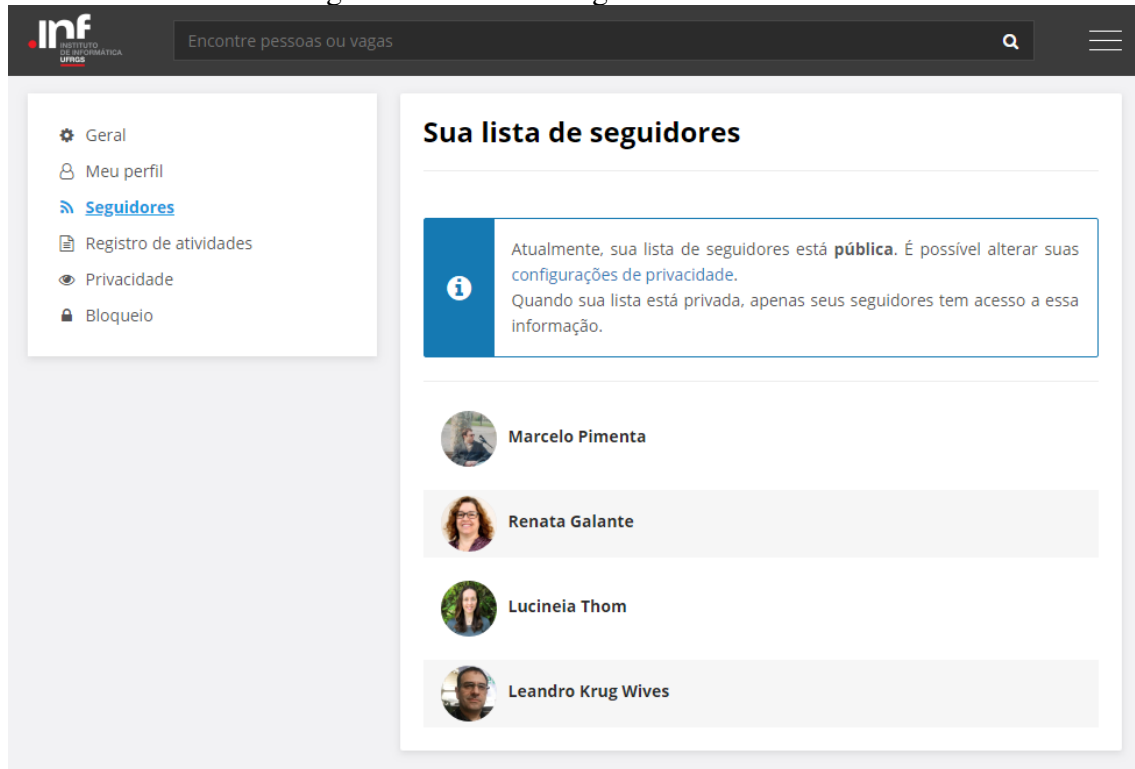 .Inf
INSTITUTO
DE INFORMÁTICA
UFRGS
Encontre pessoas ou vagas
Geral
Meu perfil
Seguidores
Registro de atividades
Privacidade
Bloqueio
Sua lista de seguidores
Atualmente, sua lista de seguidores está pública. É possível alterar suas
configurações de privacidade.
Quando sua lista está privada, apenas seus seguidores tem acesso a essa
informação.
Marcelo Pimenta
Renata Galante
Lucineia Thom
Leandro Krug Wives